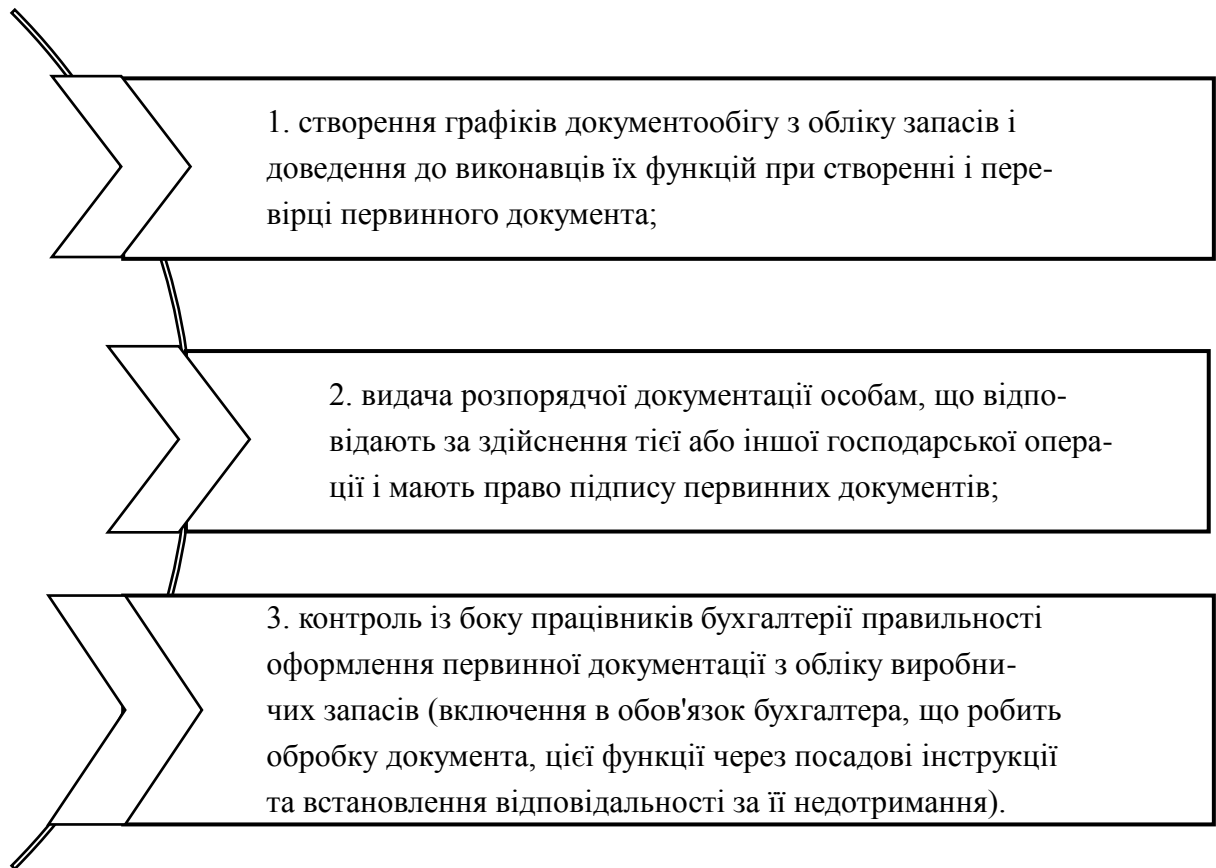 1. створення графіків документообігу з обліку запасів і
доведення до виконавців їх функцій при створенні і пере-
вірці первинного документа;
2. видача розпорядчої документації особам, що відпо-
відають за здійснення тієї або іншої господарської опера-
ції і мають право підпису первинних документів;
3. контроль із боку працівників бухгалтерії правильності
оформлення первинної документації з обліку виробни-
чих запасів (включення в обов'язок бухгалтера, що робить
обробку документа, цієї функції через посадові інструкції
та встановлення відповідальності за її недотримання).